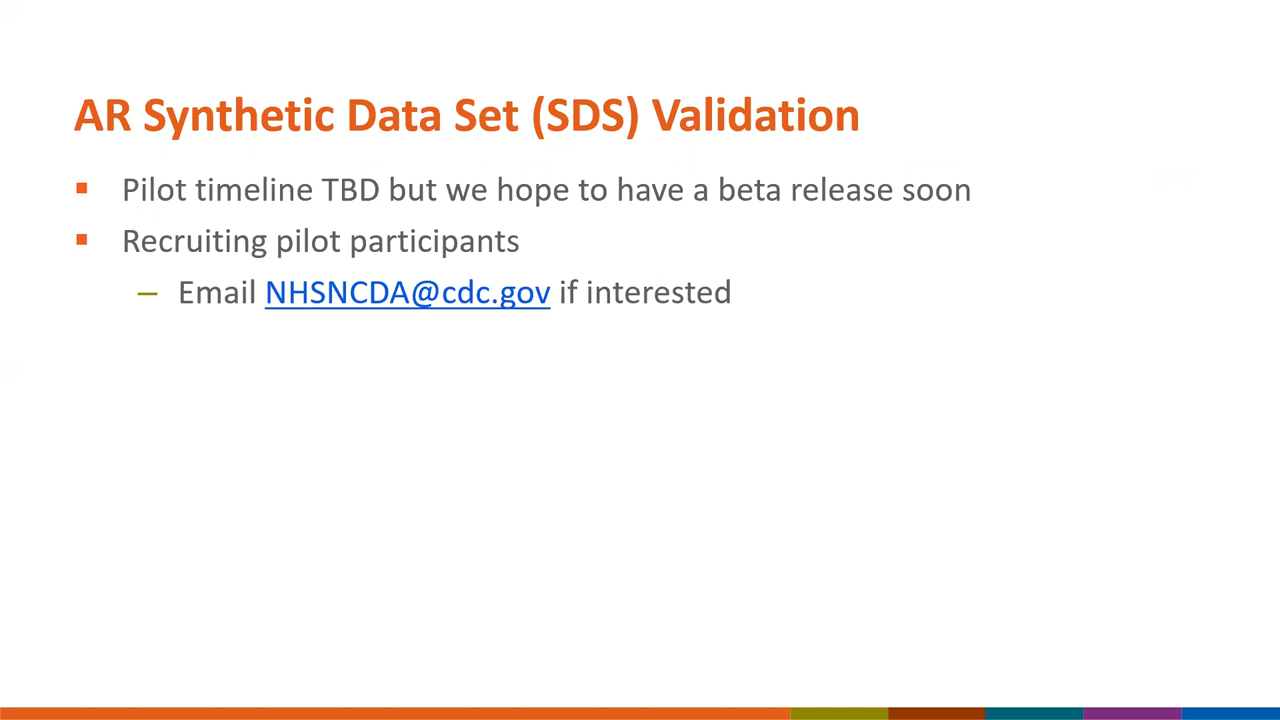 AR Synthetic Data Set (SDS) Validation
▪ Pilot timeline TBD but we hope to have a beta release soon
▪ Recruiting pilot participants
– Email NHSNCDA@cdc.gov if interested